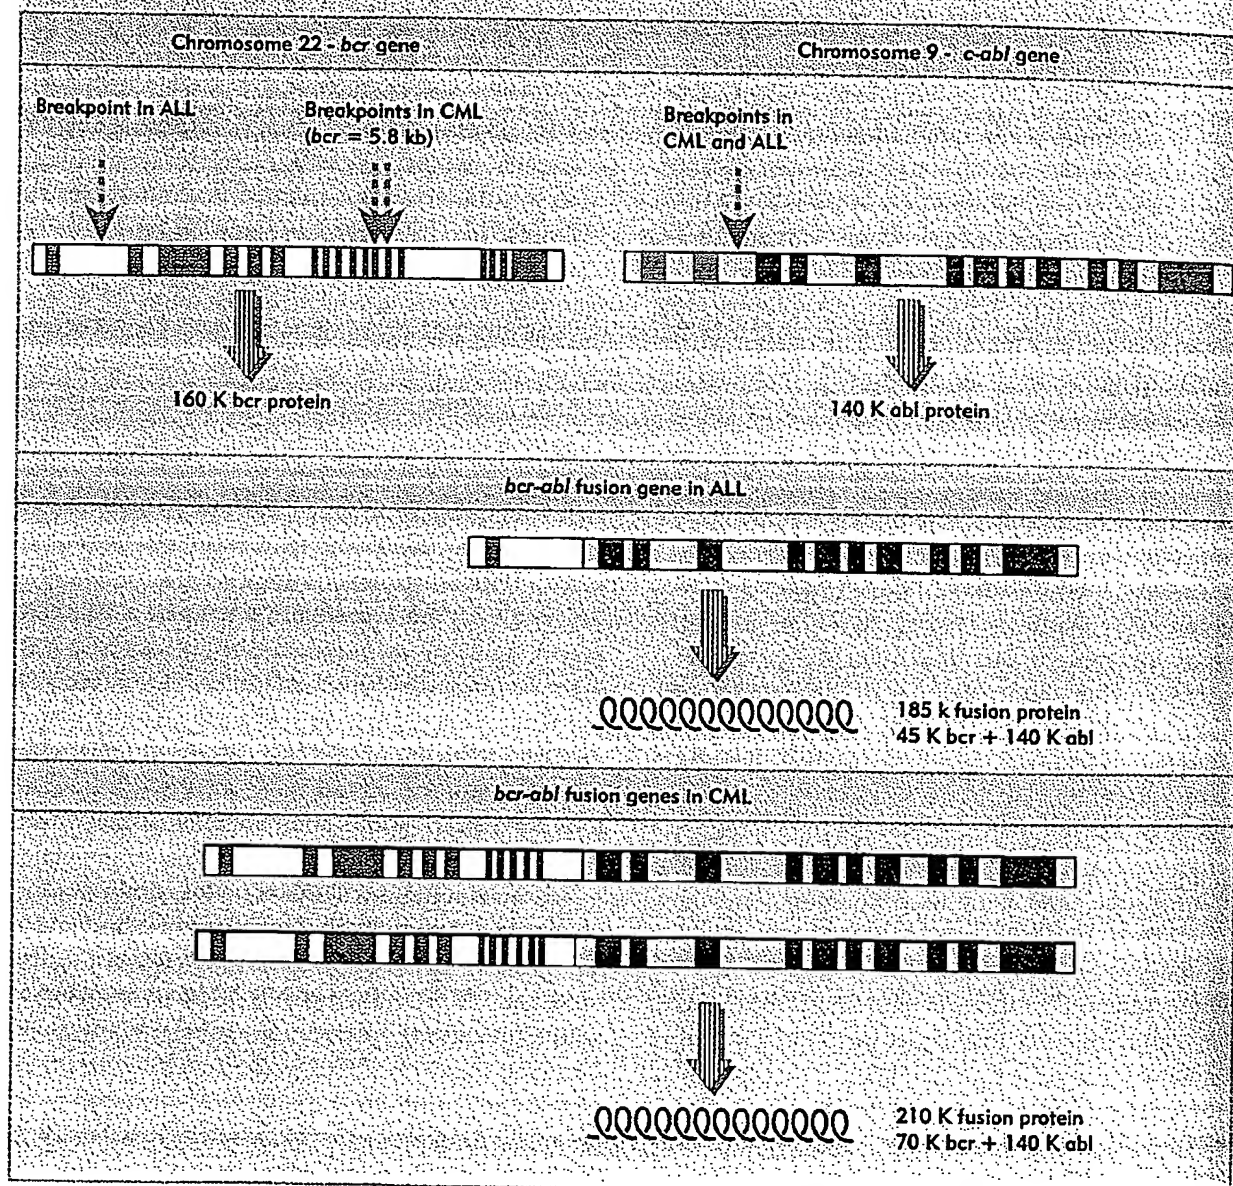 Chromosome 22 - bcr gene
Chromosome 9 - c-abl gene
Breakpoint in ALL
Breakpoints in CML
(bcr = 5.8 kb)
Breakpoints in
CML and ALL
160 K bcr protein
140 K abl protein
bcr-abl fusion gene in ALL
185 k fusion protein
45 K bcr + 140 K abl
bcr-abl fusion genes in CML
210 K fusion protein
70 K bcr + 140 K abl